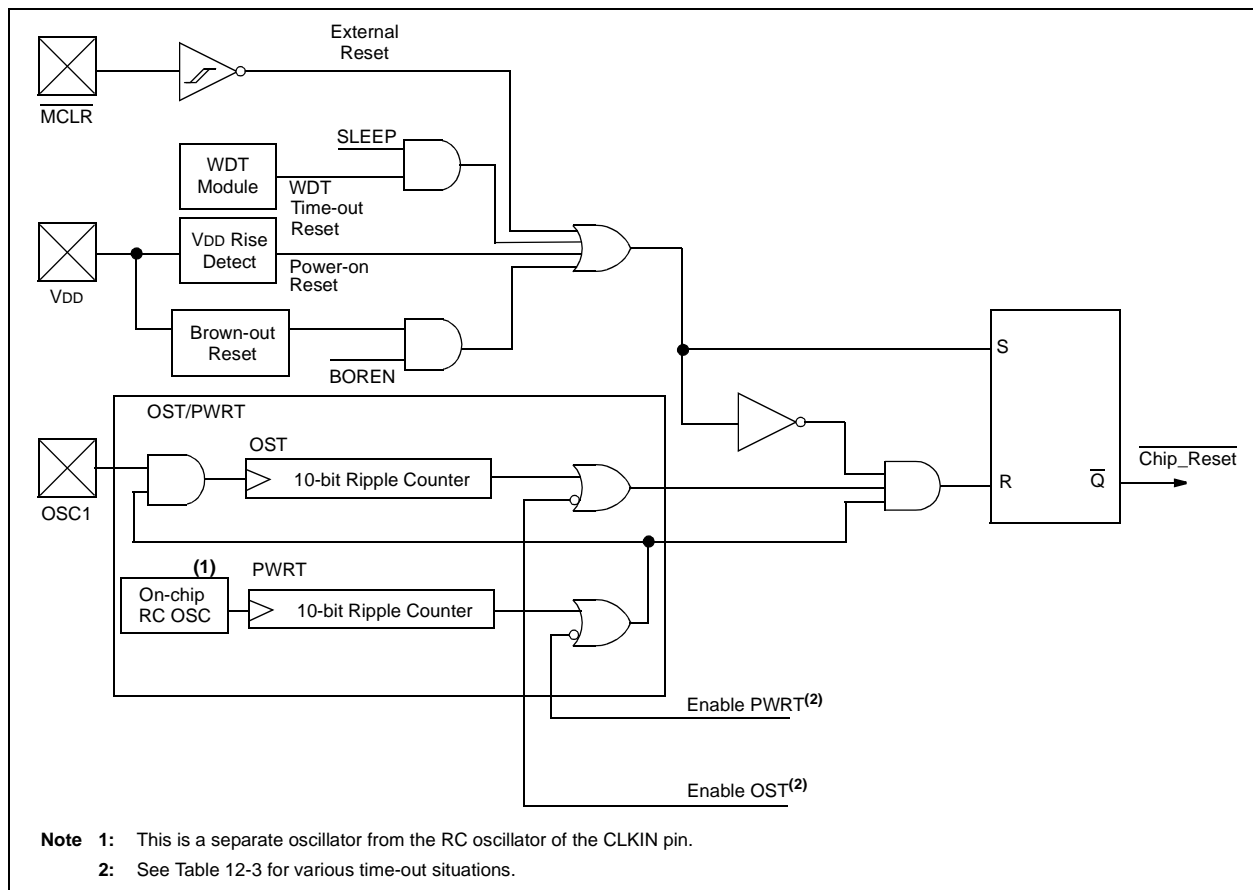 External
Reset
MCLR
SLEEP
WDT
Module
WDT
Time-out
Reset
VDD Rise
Detect
Power-on
Reset
VDD
Brown-out
Reset
BOREN
S
OST/PWRT
OST
10-bit Ripple Counter
OSC1
R
Q
Chip_Reset
(1)
PWRT
On-chip
RC OSC
10-bit Ripple Counter
Enable PWRT(2)
Enable OST(2)
Note 1: This is a separate oscillator from the RC oscillator of the CLKIN pin.
2: See Table 12-3 for various time-out situations.